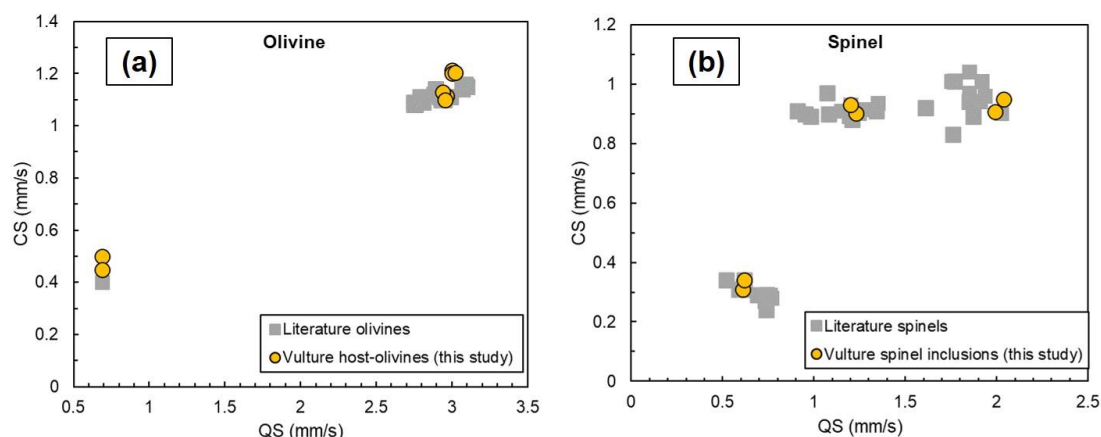 (a)
Olivine
1.4
1.2
1
0.8
0.6
0.4
0.2
0
CS (mm/s)
Literature olivines
Vulture host-olivines (this study)
0.5 1 1.5 2 2.5 3 3.5
QS (mm/s)
(b)
Spinel
1.2
1
0.8
0.6
0.4
0.2
0
CS (mm/s)
Literature spinels
Vulture spinel inclusions (this study)
0 0.5 1 1.5 2 2.5
QS (mm/s)